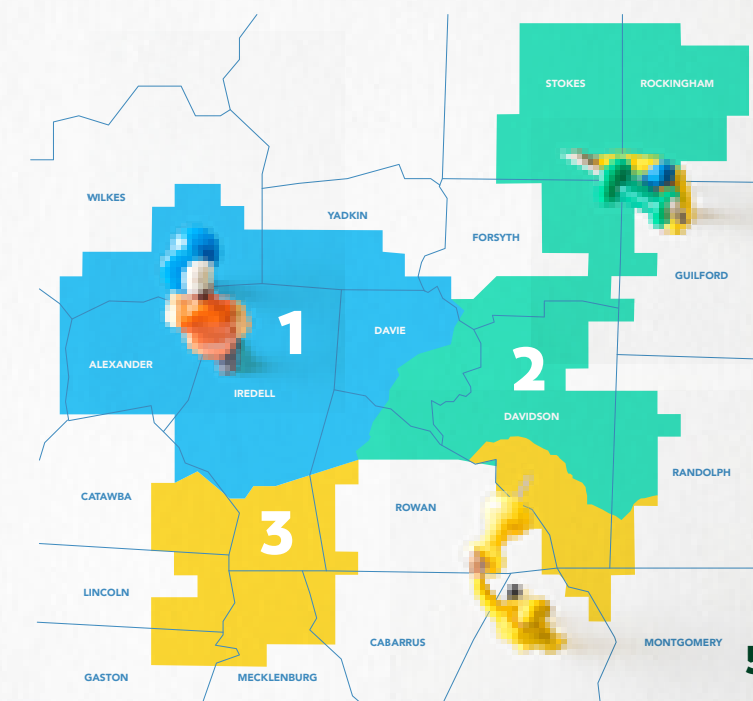 STOKES
ROCKINGHAM
WILKES
YADKIN
FORSYTH
GUILFORD
1
DAVIE
ALEXANDER
IREDELL
2
DAVIDSON
CATAWBA
ROWAN
RANDOLPH
3
LINCOLN
CABARRUS
MONTGOMERY
GASTON
MECKLENBURG